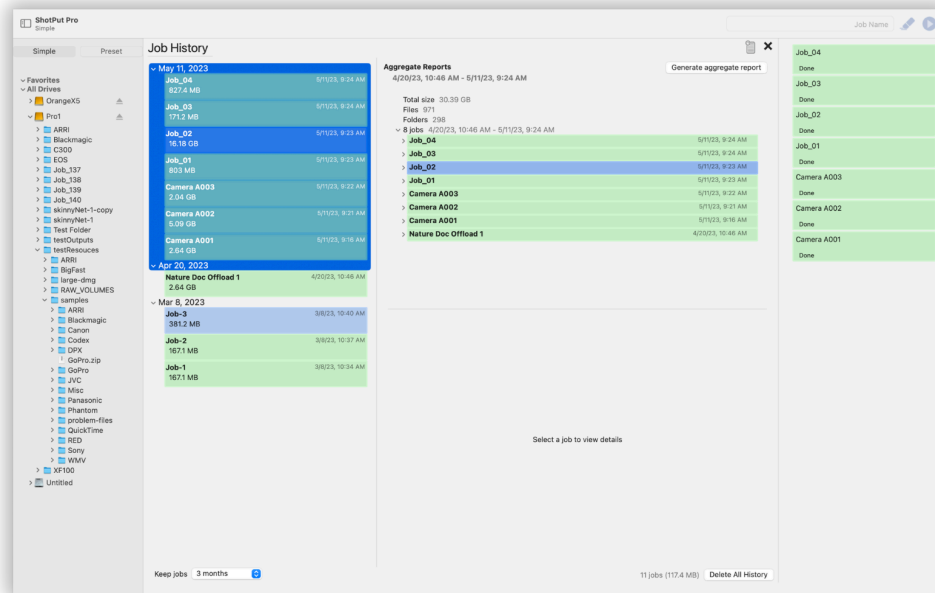 ShotPut Pro
Simple
Job Name
Simple
Preset
Favorites
All Drives
OrangeX5
Pro1
ARRI
Blackmagic
C300
EOS
Job_137
Job_138
Job_139
Job_140
skinnyNet-1-copy
skinnyNet-1
Test Folder
testOutputs
testResouces
ARRI
BigFast
large-dmg
RAW_VOLUMES
samples
ARRI
Blackmagic
Canon
Codex
DPX
GoPro.zip
GoPro
JVC
Misc
Panasonic
Phantom
problem-files
QuickTime
RED
Sony
WMV
XF100
Untitled
Job History
May 11, 2023
Job_04 5/11/23, 9:24 AM
827.4 MB
Job_03 5/11/23, 9:24 AM
171.2 MB
Job_02 5/11/23, 9:23 AM
16.18 GB
Job_01 5/11/23, 9:23 AM
803 MB
Camera A003 5/11/23, 9:22 AM
2.04 GB
Camera A002 5/11/23, 9:21 AM
5.09 GB
Camera A001 5/11/23, 9:16 AM
2.64 GB
Apr 20, 2023
Nature Doc Offload 1 4/20/23, 10:46 AM
2.64 GB
Mar 8, 2023
Job-3 3/8/23, 10:40 AM
381.2 MB
Job-2 3/8/23, 10:37 AM
167.1 MB
Job-1 3/8/23, 10:34 AM
167.1 MB
Keep jobs 3 months
Aggregate Reports
Generate aggregate report
4/20/23, 10:46 AM - 5/11/23, 9:24 AM
Total size 30.39 GB
Files 971
Folders 298
8 jobs 4/20/23, 10:46 AM - 5/11/23, 9:24 AM
Job_04 5/11/23, 9:24 AM
Job_03 5/11/23, 9:24 AM
Job_02 5/11/23, 9:23 AM
Job_01 5/11/23, 9:23 AM
Camera A003 5/11/23, 9:22 AM
Camera A002 5/11/23, 9:21 AM
Camera A001 5/11/23, 9:16 AM
Nature Doc Offload 1 4/20/23, 10:46 AM
Select a job to view details
11 jobs (117.4 MB) Delete All History
Job_04
Done
Job_03
Done
Job_02
Done
Job_01
Done
Camera A003
Done
Camera A002
Done
Camera A001
Done